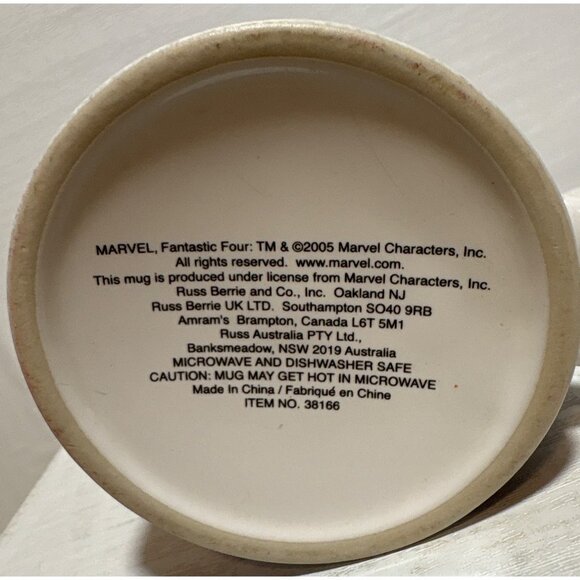 MARVEL, Fantastic Four: TM & ©2005 Marvel Characters, Inc.
All rights reserved. www.marvel.com.
This mug is produced under license from Marvel Characters, Inc.
Russ Berrie and Co., Inc. Oakland NJ
Russ Berrie UK LTD. Southampton SO40 9RB
Amram's Brampton, Canada L6T 5M1
Russ Australia PTY Ltd.,
Banksmeadow, NSW 2019 Australia
MICROWAVE AND DISHWASHER SAFE
CAUTION: MUG MAY GET HOT IN MICROWAVE
Made In China / Fabriqué en Chine
ITEM NO. 38166